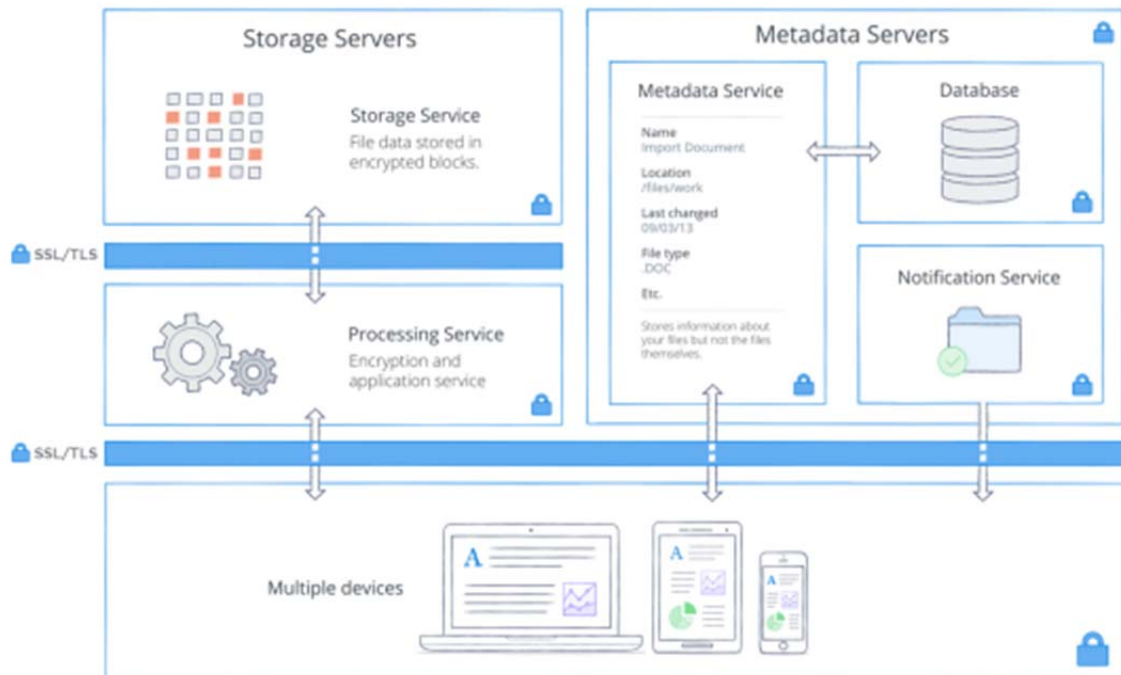 Storage Servers
Storage Service
File data stored in
encrypted blocks.
SSL/TLS
Processing Service
Encryption and
application service
SSL/TLS
Metadata Servers
Metadata Service
Name
Import Document
Location
/files/work
Last changed
09/03/13
File type
.DOC
Etc.
Stores information about
your files but not the files
themselves.
Database
Notification Service
Multiple devices
A
A
A